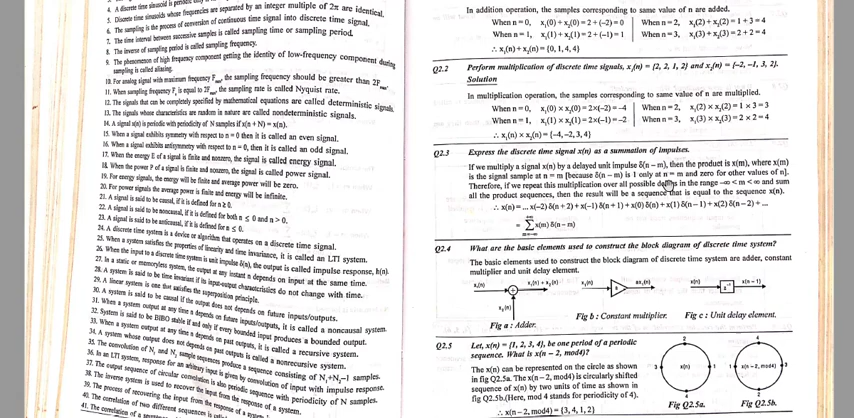 4. A discrete time sinusoid is periodic
5. Discrete time sinusoids whose frequencies are separated by an integer multiple of 2π are identical.
6. The sampling is the process of conversion of continuous time signal into discrete time signal.
7. The time interval between successive samples is called sampling time or sampling period.
8. The inverse of sampling period is called sampling frequency.
9. The phenomenon of high frequency component getting the identity of low-frequency component during
sampling is called aliasing.
10. For analog signal with maximum frequency Fmax, the sampling frequency should be greater than 2Fmax.
11. When sampling frequency Fs is equal to 2Fmax, the sampling rate is called Nyquist rate.
12. The signals that can be completely specified by mathematical equations are called deterministic signals.
13. The signals whose characteristics are random in nature are called nondeterministic signals.
14. A signal x(n) is periodic with periodicity of N samples if x(n + N) = x(n).
15. When a signal exhibits symmetry with respect to n = 0 then it is called an even signal.
16. When a signal exhibits antisymmetry with respect to n = 0, then it is called an odd signal.
17. When the energy E of a signal is finite and nonzero, the signal is called energy signal.
18. When the power P of a signal is finite and nonzero, the signal is called power signal.
19. For energy signals, the energy will be finite and average power will be zero.
20. For power signals the average power is finite and energy will be infinite.
21. A signal is said to be causal, if it is defined for n ≥ 0.
22. A signal is said to be noncausal, if it is defined for both n ≤ 0 and n > 0.
23. A signal is said to be anticausal, if it is defined for n ≤ 0.
24. A discrete time system is a device or algorithm that operates on a discrete time signal.
25. When a system satisfies the properties of linearity and time invariance, it is called an LTI system.
26. When the input to a discrete time system is unit impulse δ(n), the output is called impulse response, h(n).
27. In a static or memoryless system, the output at any instant n depends on input at the same time.
28. A system is said to be time invariant if its input-output characteristics do not change with time.
29. A linear system is one that satisfies the superposition principle.
30. A system is said to be causal if the output does not depends on future inputs/outputs.
31. When a system output at any time n depends on future inputs/outputs, it is called a noncausal system.
32. System is said to be BIBO stable if and only if every bounded input produces a bounded output.
33. When a system output at any time n depends on past outputs, it is called a recursive system.
34. A system whose output does not depends on past outputs is called a nonrecursive system.
35. The convolution of N1 and N2 sample sequences produce a sequence consisting of N1+N2−1 samples.
36. In an LTI system, response for an arbitrary input is given by convolution of input with impulse response.
37. The output sequence of circular convolution is also periodic sequence with periodicity of N samples.
38. The inverse system is used to recover the input from the response of a system.
39. The process of recovering the input from the response of a system
40. The correlation of two different sequences is called
41. The correlation of a
In addition operation, the samples corresponding to same value of n are added.
When n = 0, x1(0) + x2(0) = 2 + (−2) = 0 When n = 2, x1(2) + x2(2) = 1 + 3 = 4
When n = 1, x1(1) + x2(1) = 2 + (−1) = 1 When n = 3, x1(3) + x2(3) = 2 + 2 = 4
∴ x1(n) + x2(n) = {0, 1, 4, 4}
Q2.2 Perform multiplication of discrete time signals, x1(n) = {2, 2, 1, 2} and x2(n) = {−2, −1, 3, 2}.
Solution
In multiplication operation, the samples corresponding to same value of n are multiplied.
When n = 0, x1(0) × x2(0) = 2×(−2) = −4 When n = 2, x1(2) × x2(2) = 1 × 3 = 3
When n = 1, x1(1) × x2(1) = 2×(−1) = −2 When n = 3, x1(3) × x2(3) = 2 × 2 = 4
∴ x1(n) × x2(n) = {−4, −2, 3, 4}
Q2.3 Express the discrete time signal x(n) as a summation of impulses.
If we multiply a signal x(n) by a delayed unit impulse δ(n − m), then the product is x(m), where x(m)
is the signal sample at n = m [because δ(n − m) is 1 only at n = m and zero for other values of n].
Therefore, if we repeat this multiplication over all possible delays in the range −∞ < m < ∞ and sum
all the product sequences, then the result will be a sequence that is equal to the sequence x(n).
∴ x(n) = ... x(−2) δ(n + 2) + x(−1) δ(n + 1) + x(0) δ(n) + x(1) δ(n − 1) + x(2) δ(n − 2) + ...
= Σ x(m) δ(n − m)
Q2.4 What are the basic elements used to construct the block diagram of discrete time system?
The basic elements used to construct the block diagram of discrete time system are adder, constant
multiplier and unit delay element.
x1(n) + x1(n) + x2(n) x1(n) a ax1(n) x(n) z−1 x(n − 1)
x2(n)
Fig a : Adder. Fig b : Constant multiplier. Fig c : Unit delay element.
Q2.5 Let, x(n) = {1, 2, 3, 4}, be one period of a periodic
sequence. What is x(n − 2, mod4)?
The x(n) can be represented on the circle as shown
in fig Q2.5a. The x(n − 2, mod4) is circularly shifted
sequence of x(n) by two units of time as shown in
fig Q2.5b.(Here, mod 4 stands for periodicity of 4).
∴ x(n − 2, mod4) = {3, 4, 1, 2}
2
3 x(n) 1
4
Fig Q2.5a.
4
1 x(n − 2, mod4) 3
2
Fig Q2.5b.